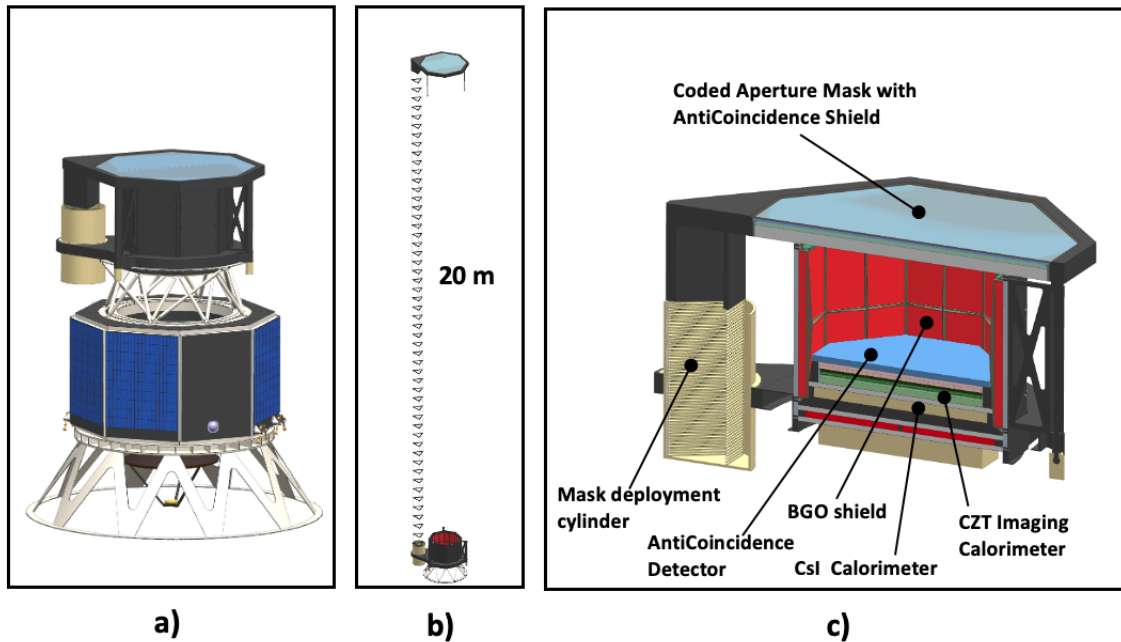 20 m
Coded Aperture Mask with
AntiCoincidence Shield
Mask deployment
cylinder
AntiCoincidence
Detector
BGO shield
CsI Calorimeter
CZT Imaging
Calorimeter
a)
b)
c)